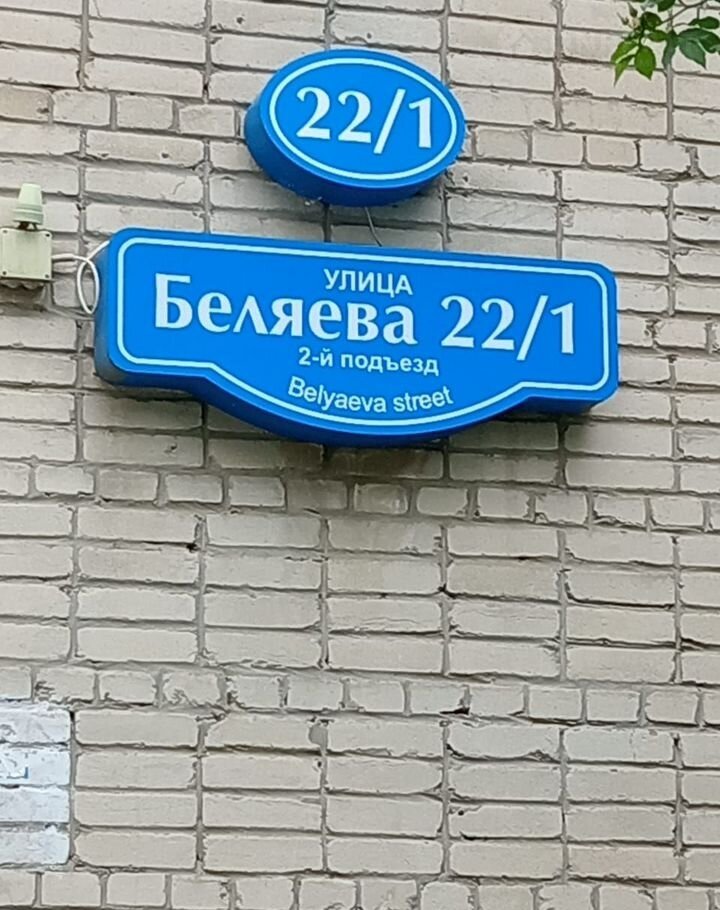 22/1
УЛИЦА
Беляева 22/1
2-й подъезд
Belyaeva street